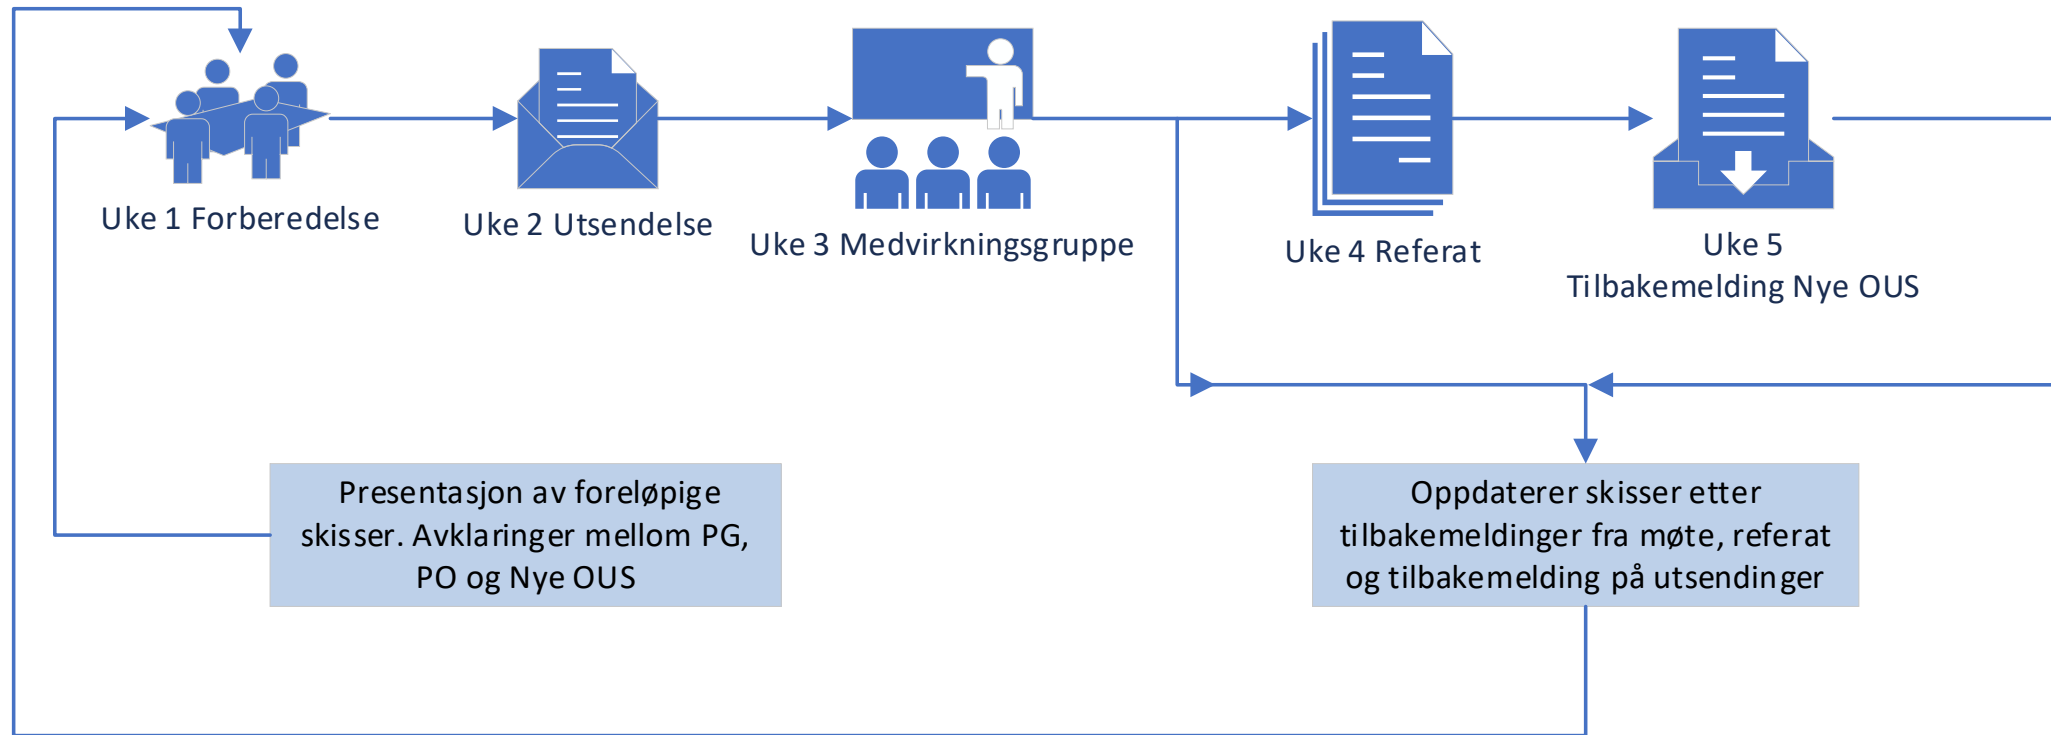 Uke 1 Forberedelse
Uke 2 Utsendelse
Uke 3 Medvirkningsgruppe
Uke 4 Referat
Uke 5
Tilbakemelding Nye OUS
Presentasjon av foreløpige
skisser. Avklaringer mellom PG,
PO og Nye OUS
Oppdaterer skisser etter
tilbakemeldinger fra møte, referat
og tilbakemelding på utsendinger